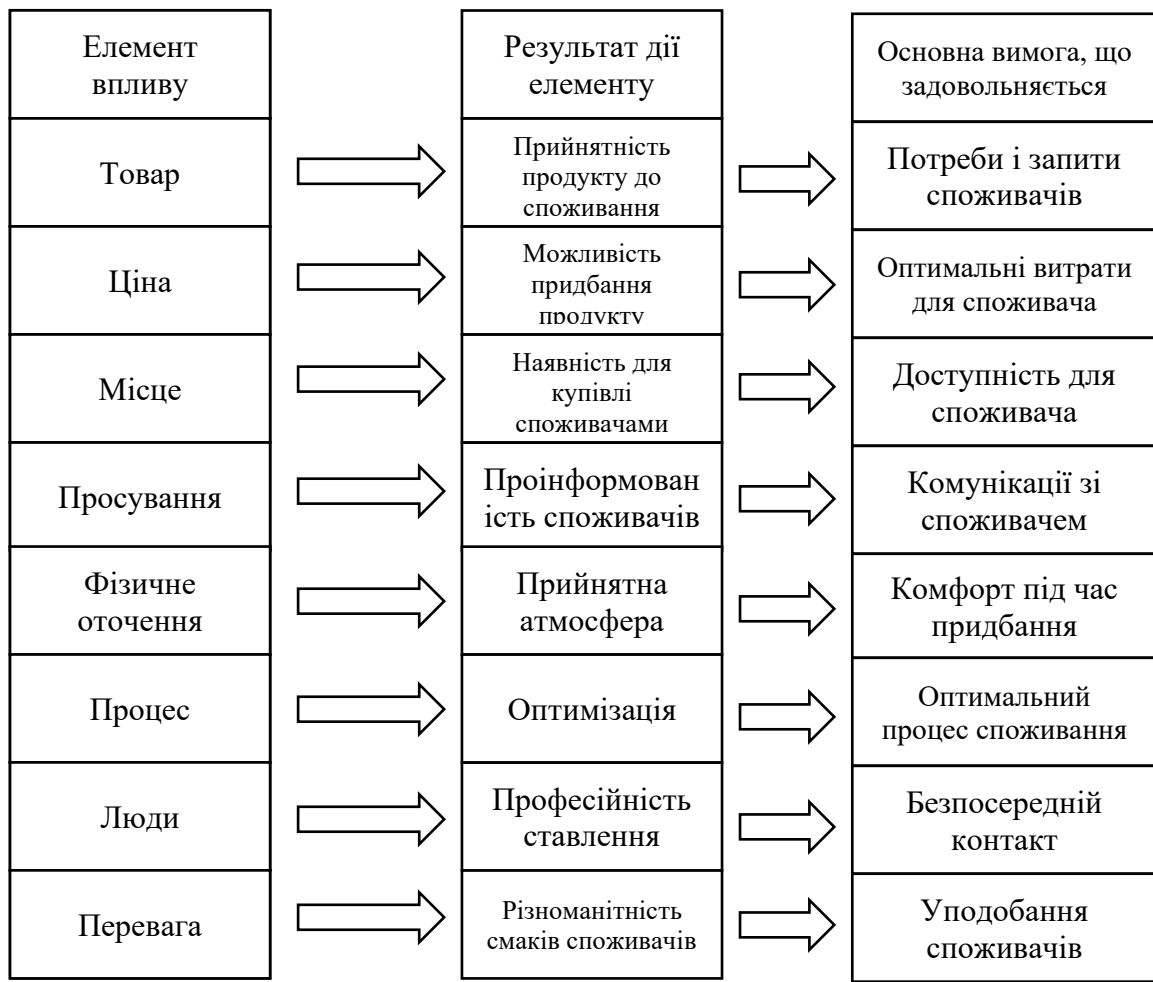 Елемент
впливу
Результат дії
елементу
Основна вимога, що
задовольняється
Товар
Прийнятність
продукту до
споживання
Потреби і запити
споживачів
Ціна
Можливість
придбання
продукту
Оптимальні витрати
для споживача
Місце
Наявність для
купівлі
споживачами
Доступність для
споживача
Просування
Проінформован
ість споживачів
Комунікації зі
споживачем
Фізичне
оточення
Прийнятна
атмосфера
Комфорт під час
придбання
Процес
Оптимізація
Оптимальний
процес споживання
Люди
Професійність
ставлення
Безпосередній
контакт
Перевага
Різноманітність
смаків споживачів
Уподобання
споживачів